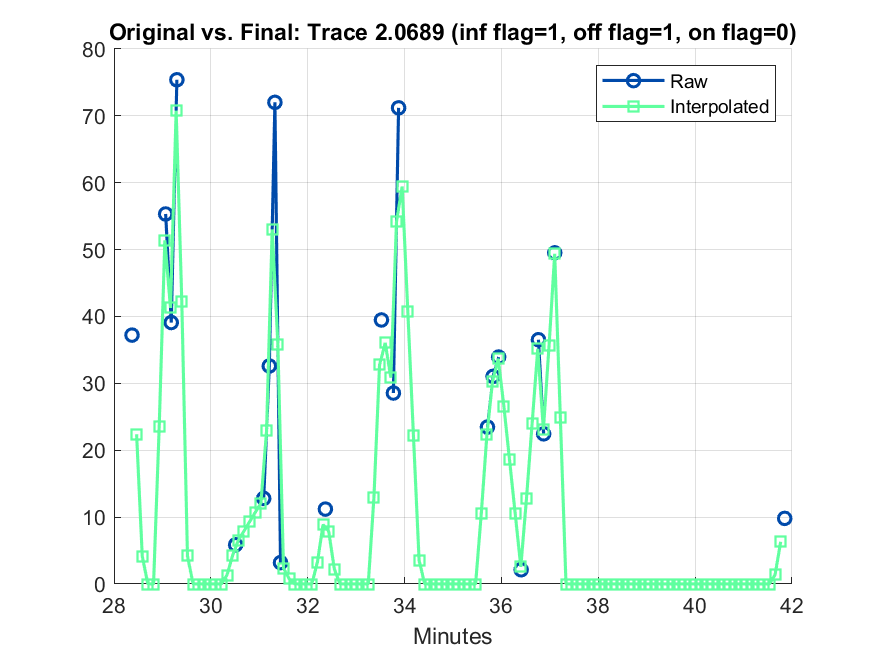 Original vs. Final: Trace 2.0689 (inf flag=1, off flag=1, on flag=0)
80
70
60
50
40
30
20
10
0
Raw
Interpolated
28 30 32 34 36 38 40 42
Minutes